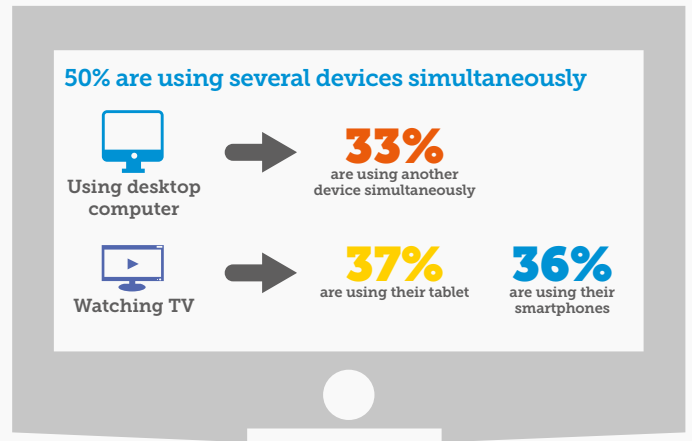 50% are using several devices simultaneously
Using desktop
computer
33%
are using another
device simultaneously
Watching TV
37%
are using their tablet
36%
are using their
smartphones